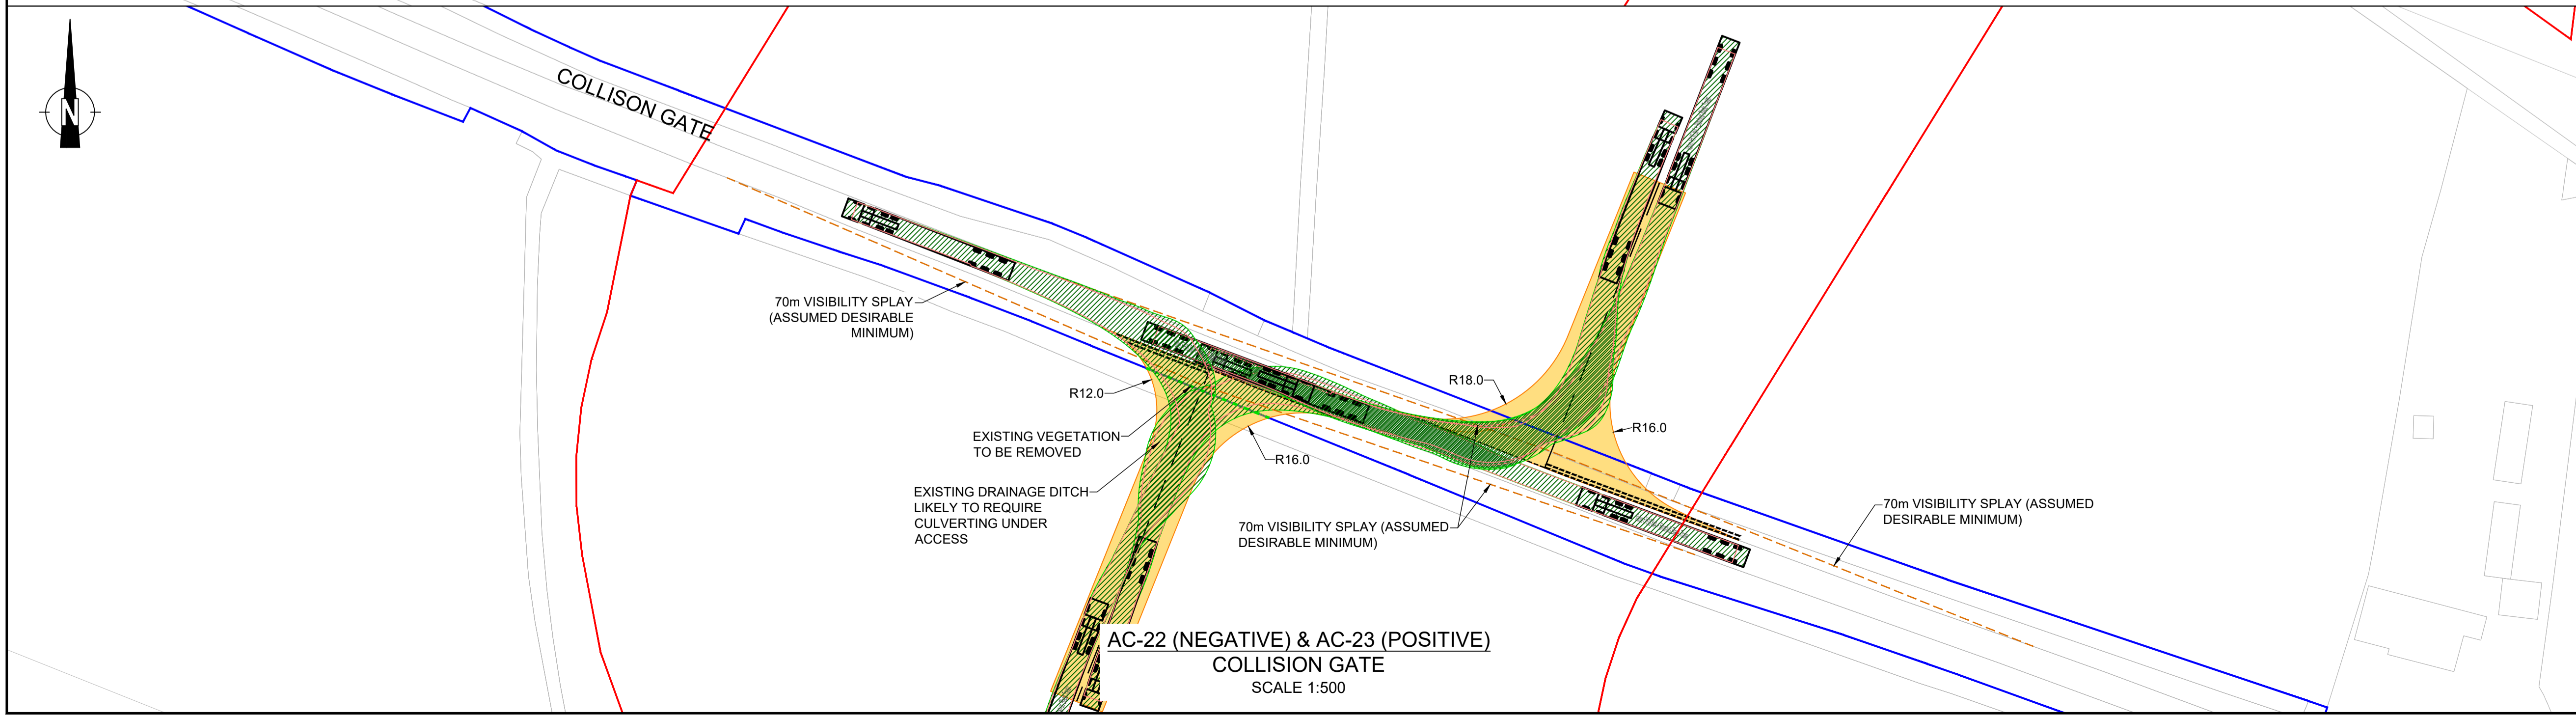 N
COLLISON GATE
70m VISIBILITY SPLAY
(ASSUMED DESIRABLE
MINIMUM)
R12.0
EXISTING VEGETATION
TO BE REMOVED
EXISTING DRAINAGE DITCH
LIKELY TO REQUIRE
CULVERTING UNDER
ACCESS
R16.0
70m VISIBILITY SPLAY (ASSUMED
DESIRABLE MINIMUM)
R18.0
R16.0
70m VISIBILITY SPLAY (ASSUMED
DESIRABLE MINIMUM)
AC-22 (NEGATIVE) & AC-23 (POSITIVE)
COLLISION GATE
SCALE 1:500